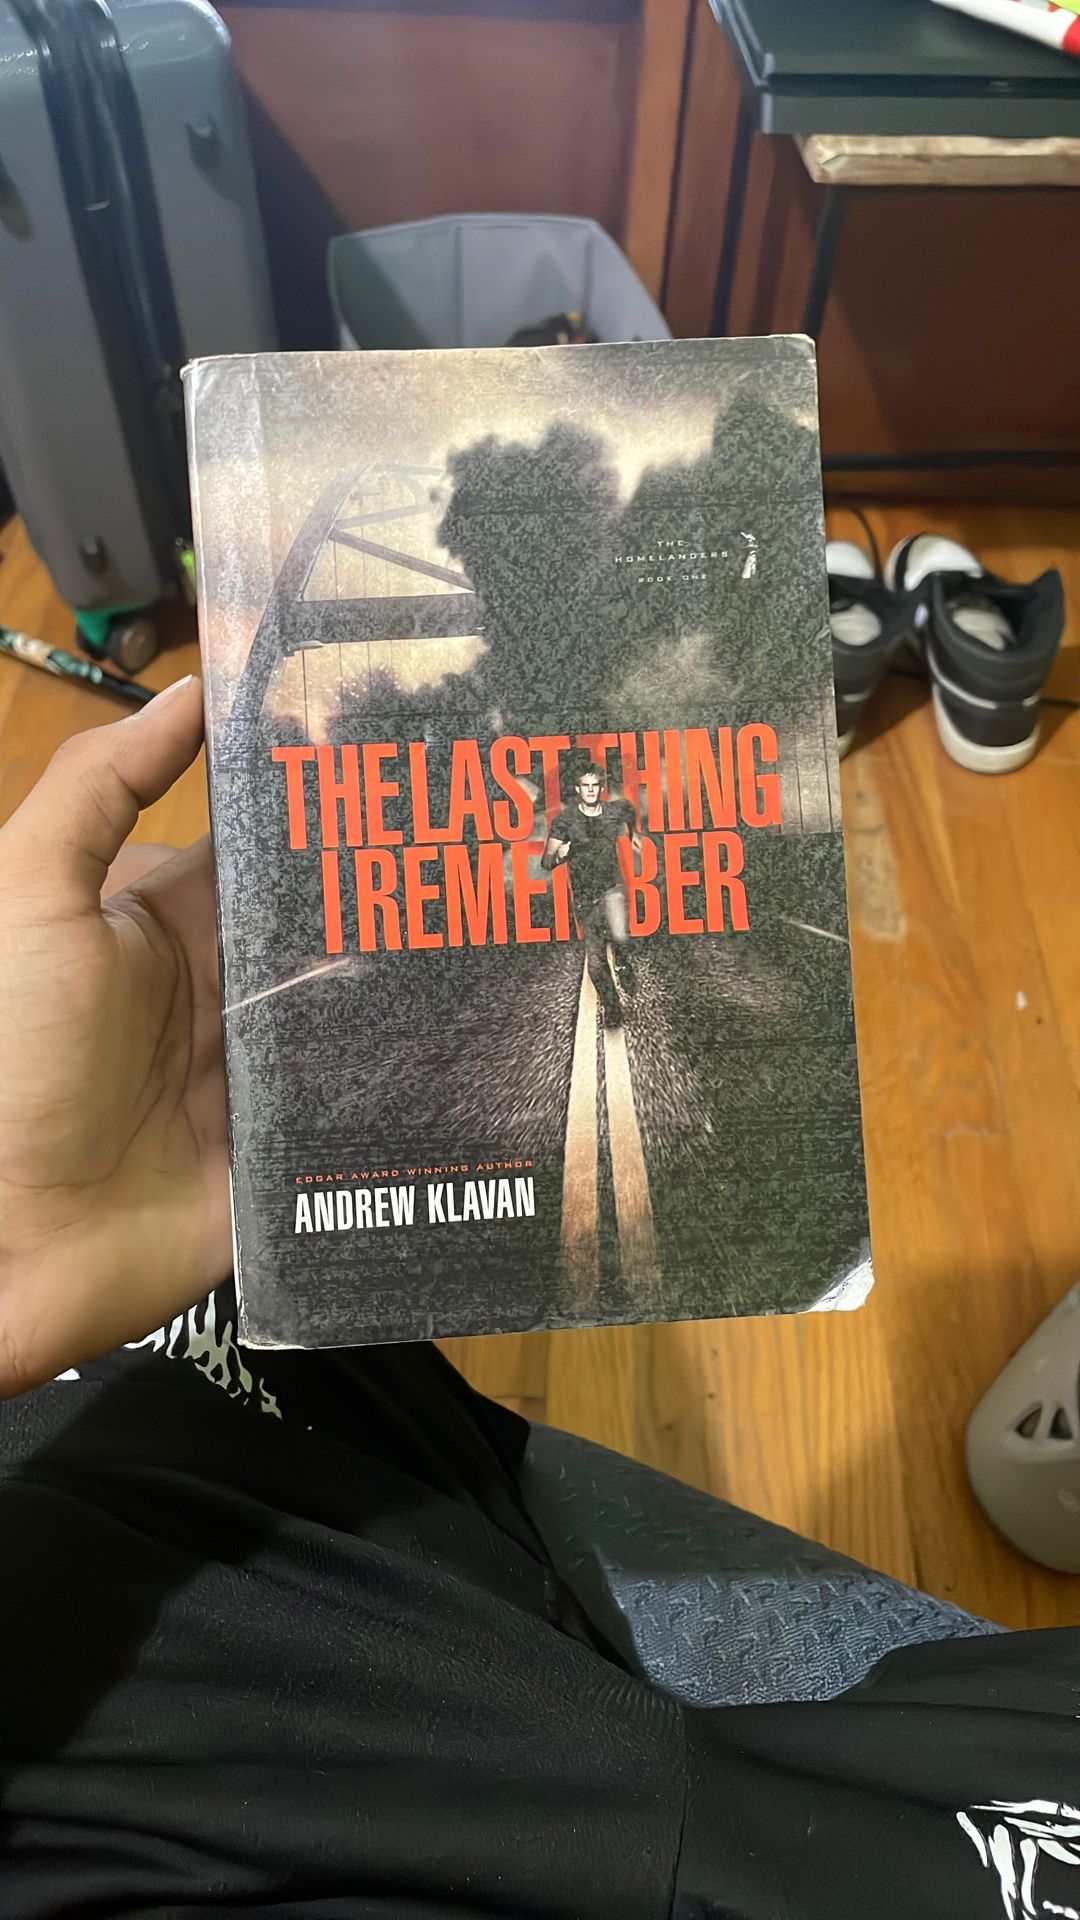 THE
HOMELANDERS
BOOK ONE
THE LAST THING
I REMEMBER
EDGAR AWARD WINNING AUTHOR
ANDREW KLAVAN